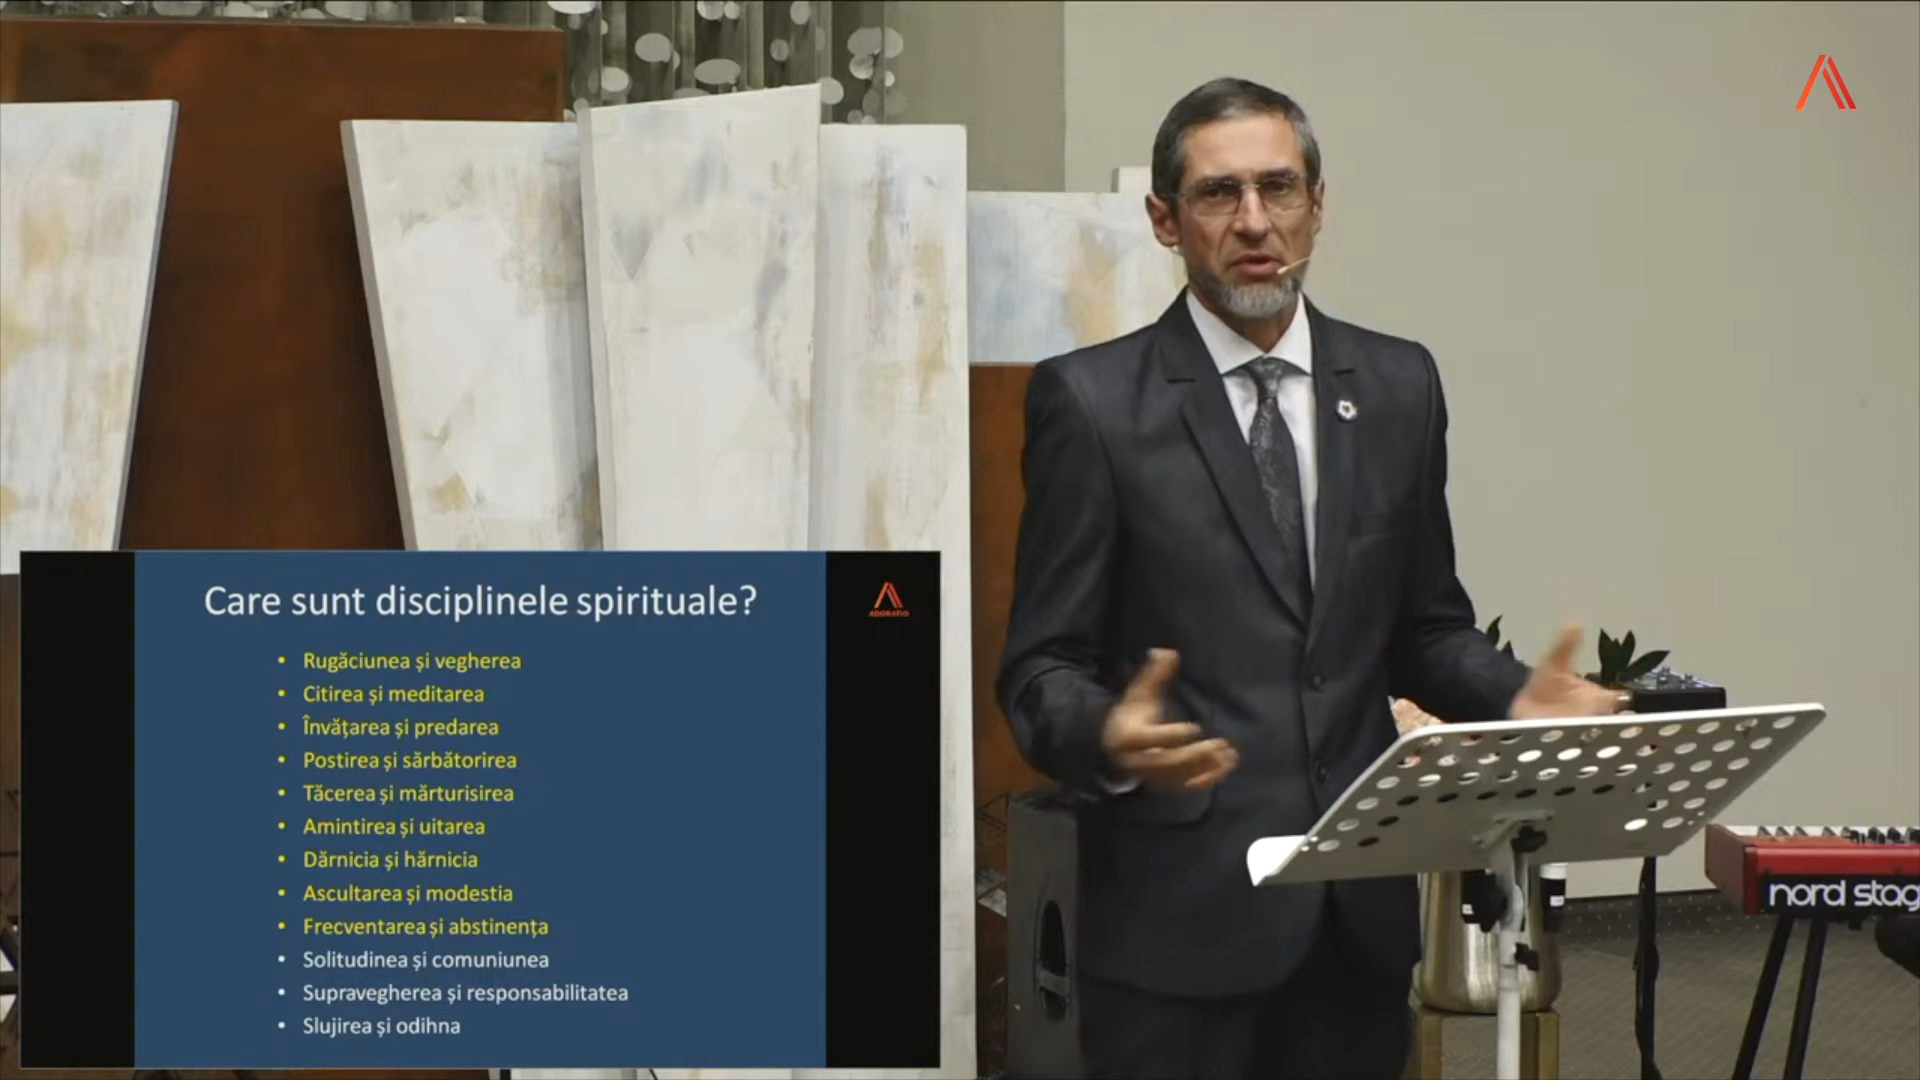 Care sunt disciplinele spirituale?
ADORATIO
• Rugăciunea și vegherea
• Citirea și meditarea
• Învățarea și predarea
• Postirea și sărbătorirea
• Tăcerea și mărturisirea
• Amintirea și uitarea
• Dărnicia și hărnicia
• Ascultarea și modestia
• Frecventarea și abstinența
• Solitudinea și comuniunea
• Supravegherea și responsabilitatea
• Slujirea și odihna
nord stag